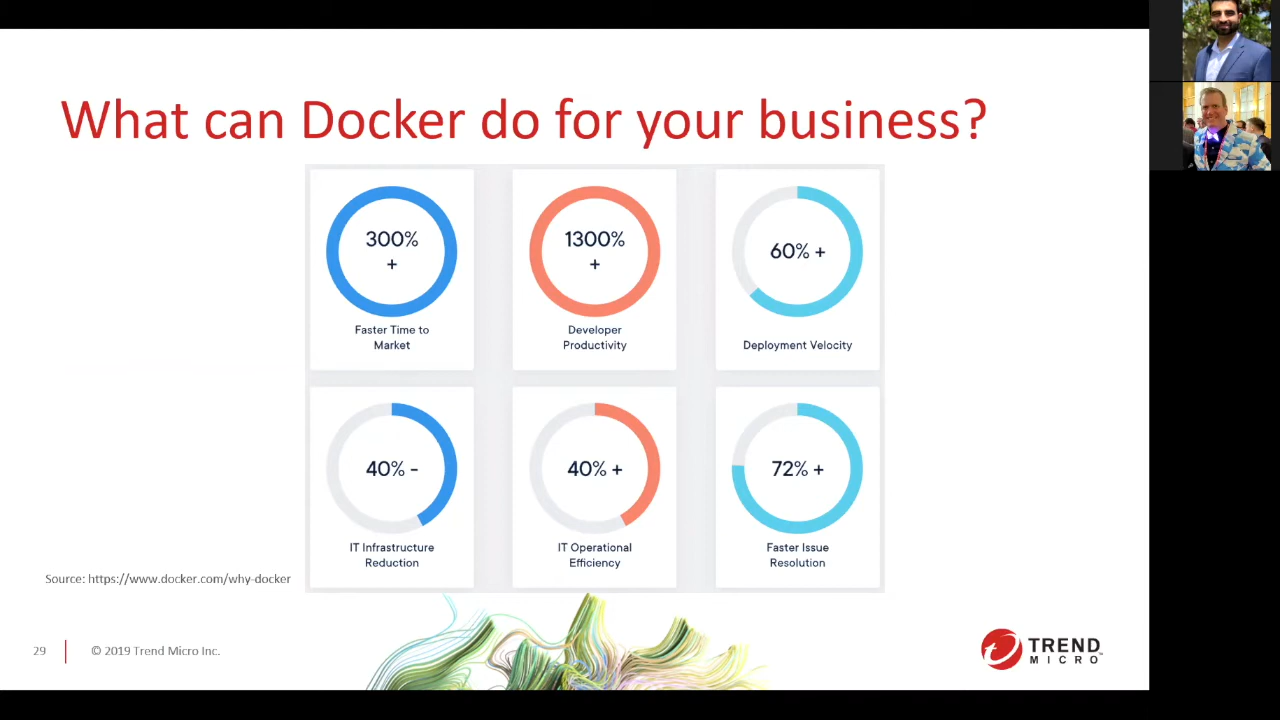 What can Docker do for your business?
300%
+
Faster Time to
Market
1300%
+
Developer
Productivity
60% +
Deployment Velocity
40% -
IT Infrastructure
Reduction
40% +
IT Operational
Efficiency
72% +
Faster Issue
Resolution
Source: https://www.docker.com/why-docker
29
© 2019 Trend Micro Inc.
TREND
MICRO™